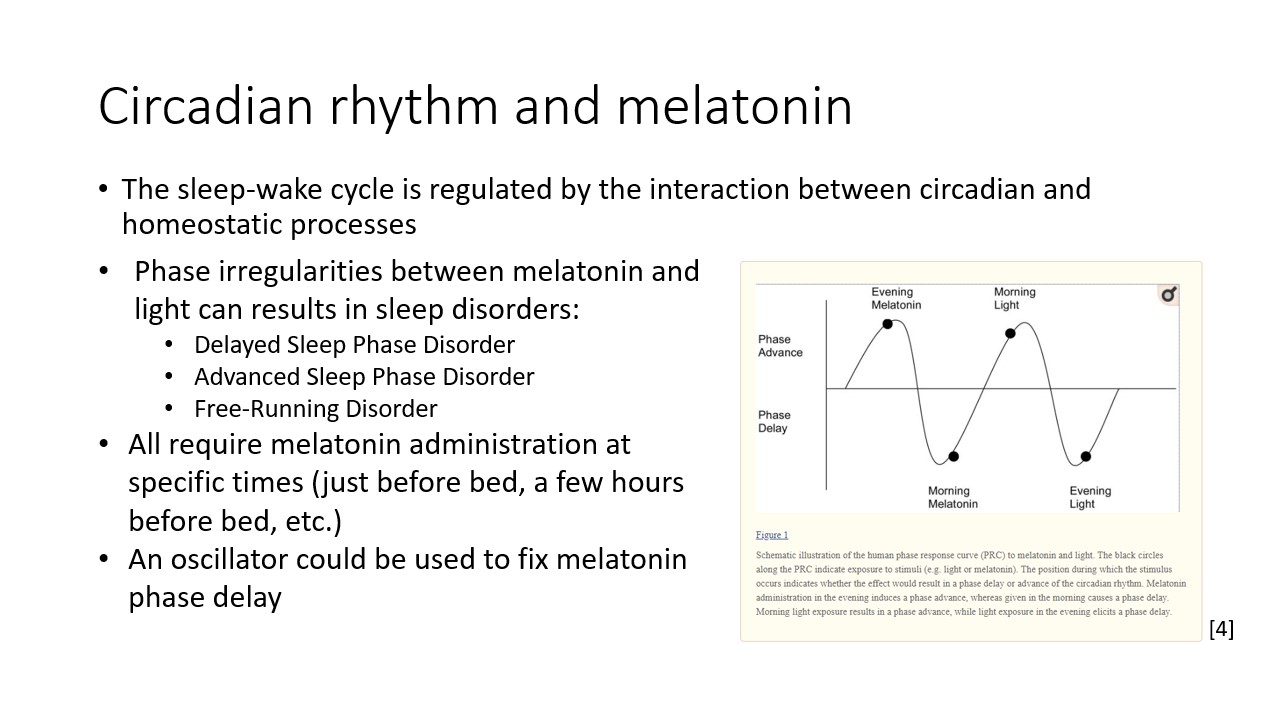 Circadian rhythm and melatonin
• The sleep-wake cycle is regulated by the interaction between circadian and
homeostatic processes
• Phase irregularities between melatonin and
light can results in sleep disorders:
• Delayed Sleep Phase Disorder
• Advanced Sleep Phase Disorder
• Free-Running Disorder
• All require melatonin administration at
specific times (just before bed, a few hours
before bed, etc.)
• An oscillator could be used to fix melatonin
phase delay
Evening
Melatonin
Morning
Light
Phase
Advance
Phase
Delay
Morning
Melatonin
Evening
Light
Figure 1
Schematic illustration of the human phase response curve (PRC) to melatonin and light. The black circles
along the PRC indicate exposure to stimuli (e.g. light or melatonin). The position during which the stimulus
occurs indicates whether the effect would result in a phase delay or advance of the circadian rhythm. Melatonin
administration in the evening induces a phase advance, whereas given in the morning causes a phase delay.
Morning light exposure results in a phase advance, while light exposure in the evening elicits a phase delay.
[4]